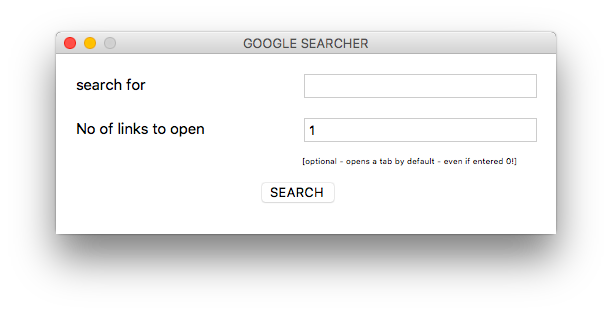 GOOGLE SEARCHER
search for
No of links to open 1
[optional - opens a tab by default - even if entered 0!]
SEARCH